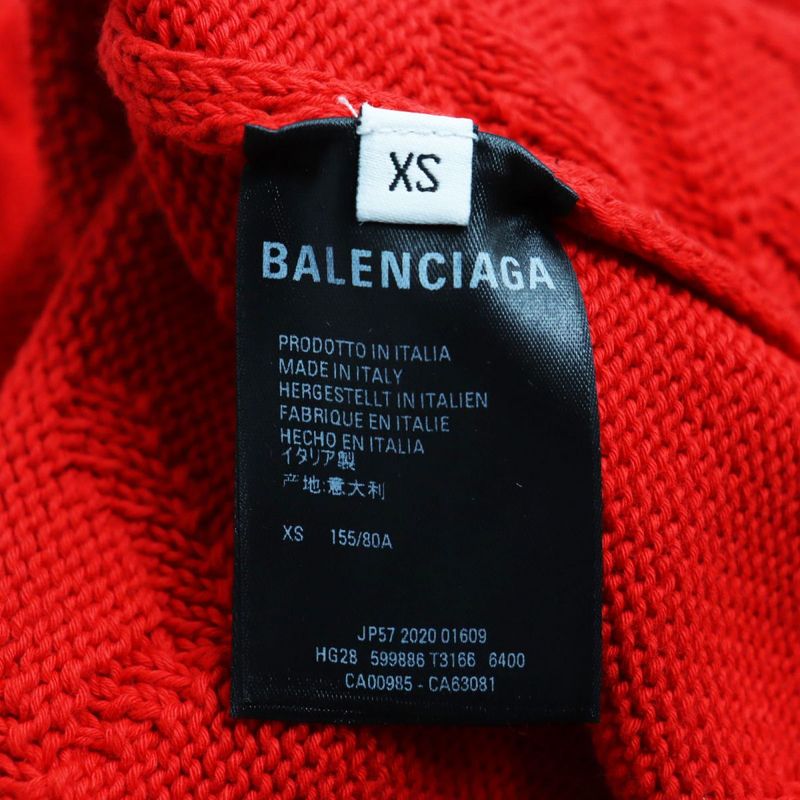 XS
BALENCIAGA
PRODOTTO IN ITALIA
MADE IN ITALY
HERGESTELLT IN ITALIEN
FABRIQUE EN ITALIE
HECHO EN ITALIA
イタリア製
产地:意大利
XS 155/80A
JP57 2020 01609
HG28 599886 T3166 6400
CA00985 - CA63081